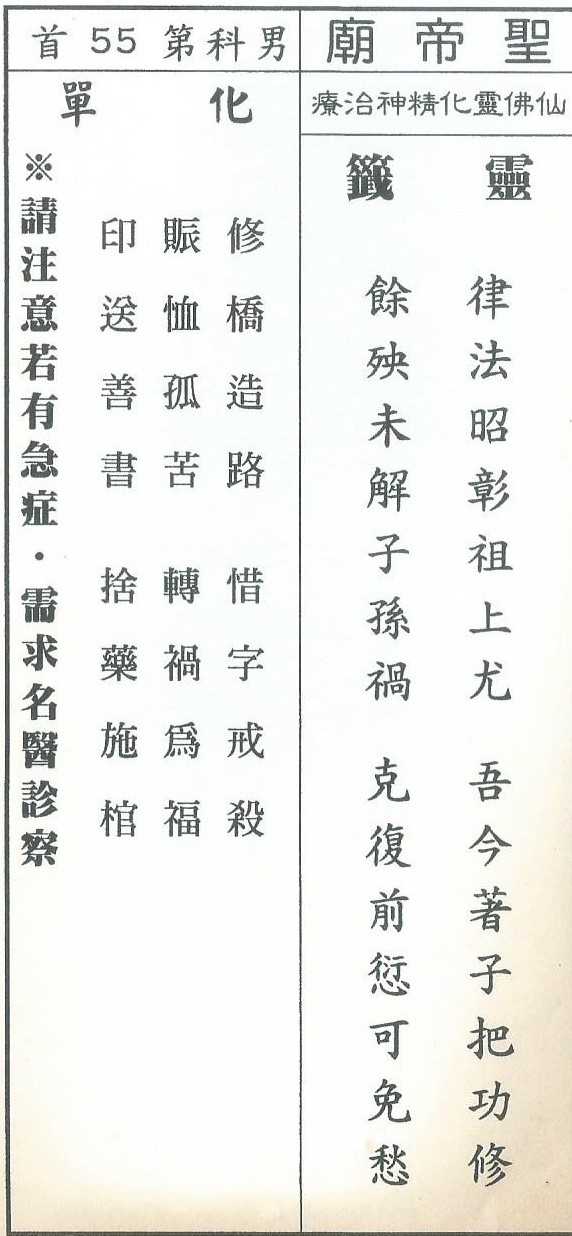 聖帝廟
仙佛靈化精神治療
靈籤
律法昭彰祖上尤 吾今著子把功修
餘殃未解子孫禍 克復前愆可免愁
男科第55首
化單
修橋造路 惜字戒殺
賑恤孤苦 轉禍為福
印送善書 捨藥施棺
※請注意若有急症・需求名醫診察